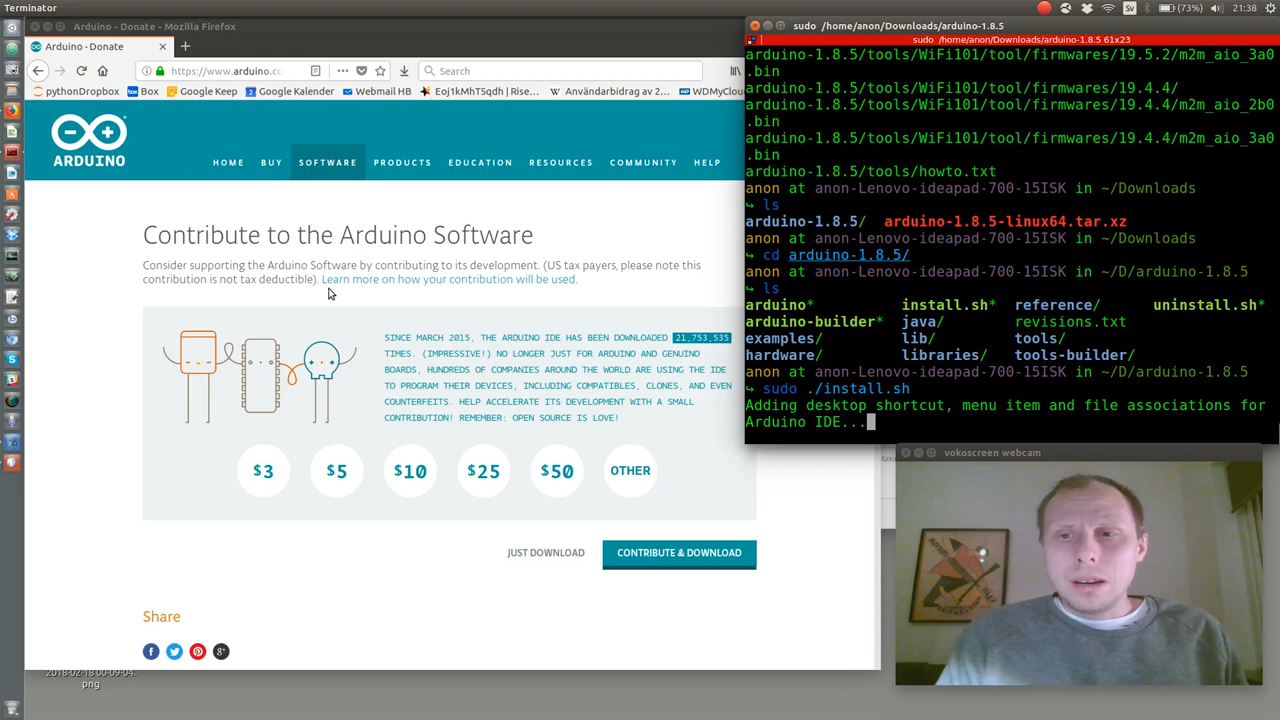 Terminator
Sv
(73%)
21:38
Arduino - Donate - Mozilla Firefox
Arduino - Donate
https://www.arduino.cc
Search
pythonDropbox
Box
Google Keep
Google Kalender
Webmail HB
Eoj1kMhT5qdh | Rise...
Användarbidrag av 2...
WDMyCloud
ARDUINO
HOME
BUY
SOFTWARE
PRODUCTS
EDUCATION
RESOURCES
COMMUNITY
HELP
Contribute to the Arduino Software
Consider supporting the Arduino Software by contributing to its development. (US tax payers, please note this
contribution is not tax deductible). Learn more on how your contribution will be used.
SINCE MARCH 2015, THE ARDUINO IDE HAS BEEN DOWNLOADED 21,753,535
TIMES. (IMPRESSIVE!) NO LONGER JUST FOR ARDUINO AND GENUINO
BOARDS, HUNDREDS OF COMPANIES AROUND THE WORLD ARE USING THE IDE
TO PROGRAM THEIR DEVICES, INCLUDING COMPATIBLES, CLONES, AND EVEN
COUNTERFEITS. HELP ACCELERATE ITS DEVELOPMENT WITH A SMALL
CONTRIBUTION! REMEMBER: OPEN SOURCE IS LOVE!
$3
$5
$10
$25
$50
OTHER
JUST DOWNLOAD
CONTRIBUTE & DOWNLOAD
Share
2018-02-18 00-09-04.
png
sudo /home/anon/Downloads/arduino-1.8.5
sudo /home/anon/Downloads/arduino-1.8.5 61x23
arduino-1.8.5/tools/WiFi101/tool/firmwares/19.5.2/m2m_aio_3a0
.bin
arduino-1.8.5/tools/WiFi101/tool/firmwares/19.4.4/
arduino-1.8.5/tools/WiFi101/tool/firmwares/19.4.4/m2m_aio_2b0
.bin
arduino-1.8.5/tools/WiFi101/tool/firmwares/19.4.4/m2m_aio_3a0
.bin
arduino-1.8.5/tools/howto.txt
anon at anon-Lenovo-ideapad-700-15ISK in ~/Downloads
↪ ls
arduino-1.8.5/ arduino-1.8.5-linux64.tar.xz
anon at anon-Lenovo-ideapad-700-15ISK in ~/Downloads
↪ cd arduino-1.8.5/
anon at anon-Lenovo-ideapad-700-15ISK in ~/D/arduino-1.8.5
↪ ls
arduino* install.sh* reference/ uninstall.sh*
arduino-builder* java/ revisions.txt
examples/ lib/ tools/
hardware/ libraries/ tools-builder/
anon at anon-Lenovo-ideapad-700-15ISK in ~/D/arduino-1.8.5
↪ sudo ./install.sh
Adding desktop shortcut, menu item and file associations for
Arduino IDE...
vokoscreen webcam